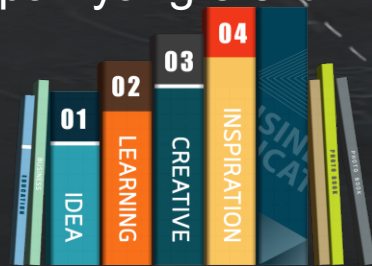 01
IDEA
02
LEARNING
03
CREATIVE
04
INSPIRATION
EDUCATION
BUSINESS
PHOTO BOOK
PHOTO BOOK